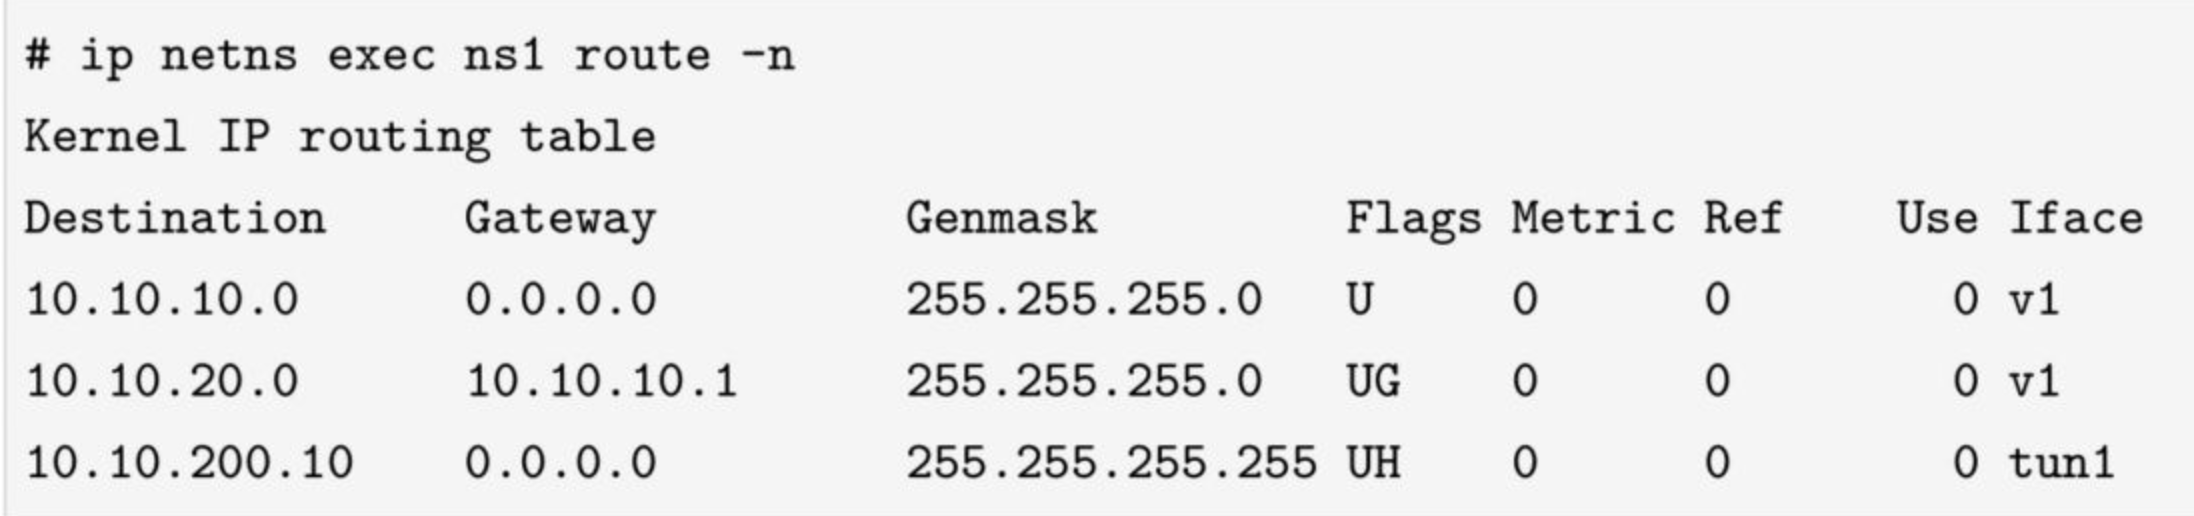 # ip netns exec ns1 route -n
Kernel IP routing table
Destination     Gateway         Genmask         Flags Metric Ref    Use Iface
10.10.10.0      0.0.0.0         255.255.255.0   U     0      0        0 v1
10.10.20.0      10.10.10.1      255.255.255.0   UG    0      0        0 v1
10.10.200.10    0.0.0.0         255.255.255.255 UH    0      0        0 tun1